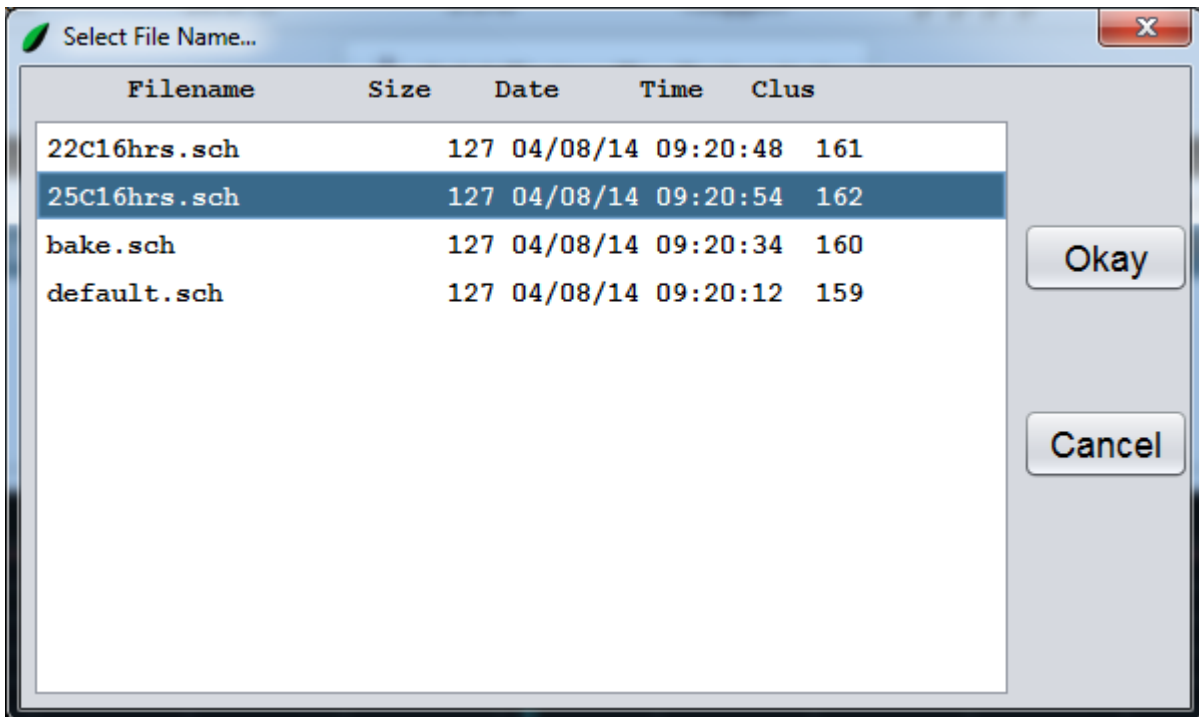 Select File Name...
Filename Size Date Time Clus
22C16hrs.sch 127 04/08/14 09:20:48 161
25C16hrs.sch 127 04/08/14 09:20:54 162
bake.sch 127 04/08/14 09:20:34 160
default.sch 127 04/08/14 09:20:12 159
Okay
Cancel